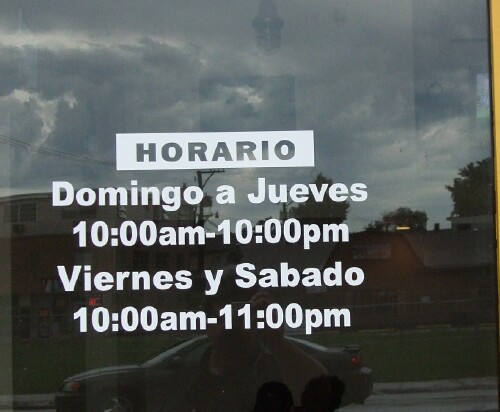 HORARIO
Domingo a Jueves
10:00am-10:00pm
Viernes y Sabado
10:00am-11:00pm